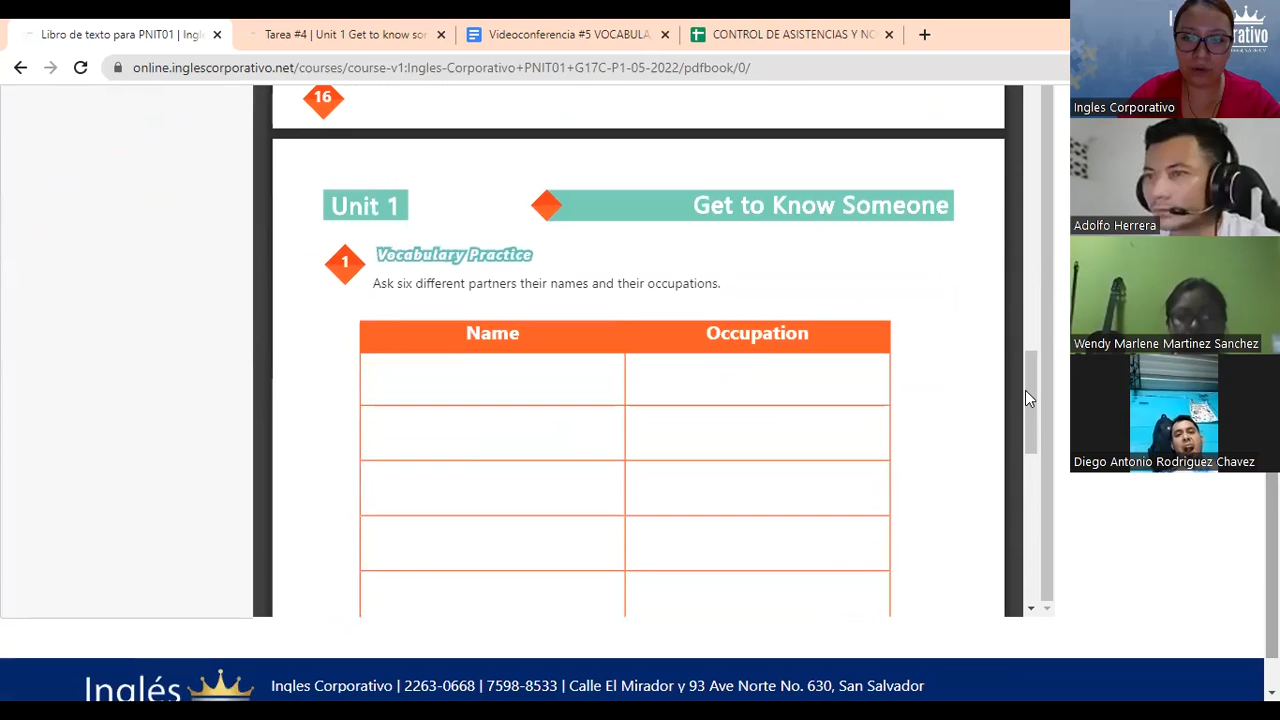 Libro de texto para PNIT01 | Ingl
Tarea #4 | Unit 1 Get to know sor
Videoconferencia #5 VOCABULA
CONTROL DE ASISTENCIAS Y NO
online.inglescorporativo.net/courses/course-v1:Ingles-Corporativo+PNIT01+G17C-P1-05-2022/pdfbook/0/
Ingles Corporativo
Adolfo Herrera
Wendy Marlene Martinez Sanchez
Diego Antonio Rodriguez Chavez
16
Unit 1
Get to Know Someone
1
Vocabulary Practice
Ask six different partners their names and their occupations.
Name
Occupation
Inglés
Ingles Corporativo | 2263-0668 | 7598-8533 | Calle El Mirador y 93 Ave Norte No. 630, San Salvador